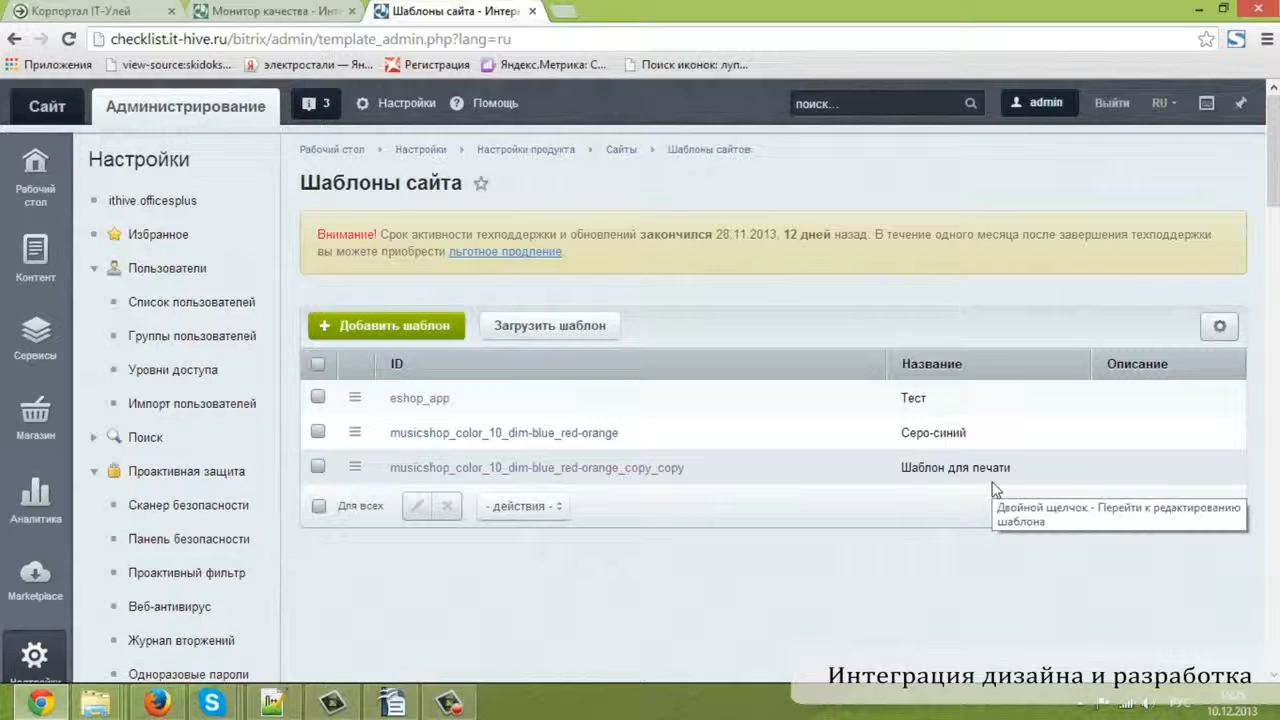 Корпортал IT-Улей
Монитор качества - Инт
Шаблоны сайта - Интер
checklist.it-hive.ru/bitrix/admin/template_admin.php?lang=ru
Приложения
view-source:skidoks...
электростали — Ян...
Регистрация
Яндекс.Метрика: С...
Поиск иконок: луп...
Сайт
Администрирование
3
Настройки
Помощь
поиск...
admin
Выйти
RU
Рабочий стол
Контент
Сервисы
Магазин
Аналитика
Marketplace
Настройки
Настройки
ithive.officesplus
Избранное
Пользователи
Список пользователей
Группы пользователей
Уровни доступа
Импорт пользователей
Поиск
Проактивная защита
Сканер безопасности
Панель безопасности
Проактивный фильтр
Веб-антивирус
Журнал вторжений
Одноразовые пароли
Рабочий стол
Настройки
Настройки продукта
Сайты
Шаблоны сайтов
Шаблоны сайта
Внимание! Срок активности техподдержки и обновлений закончился 28.11.2013, 12 дней назад. В течение одного месяца после завершения техподдержки
вы можете приобрести льготное продление.
+ Добавить шаблон
Загрузить шаблон
ID
Название
Описание
eshop_app
Тест
musicshop_color_10_dim-blue_red-orange
Серо-синий
musicshop_color_10_dim-blue_red-orange_copy_copy
Шаблон для печати
Для всех
- действия -
Двойной щелчок - Перейти к редактированию
шаблона
Интеграция дизайна и разработка
РУС
10.12.2013